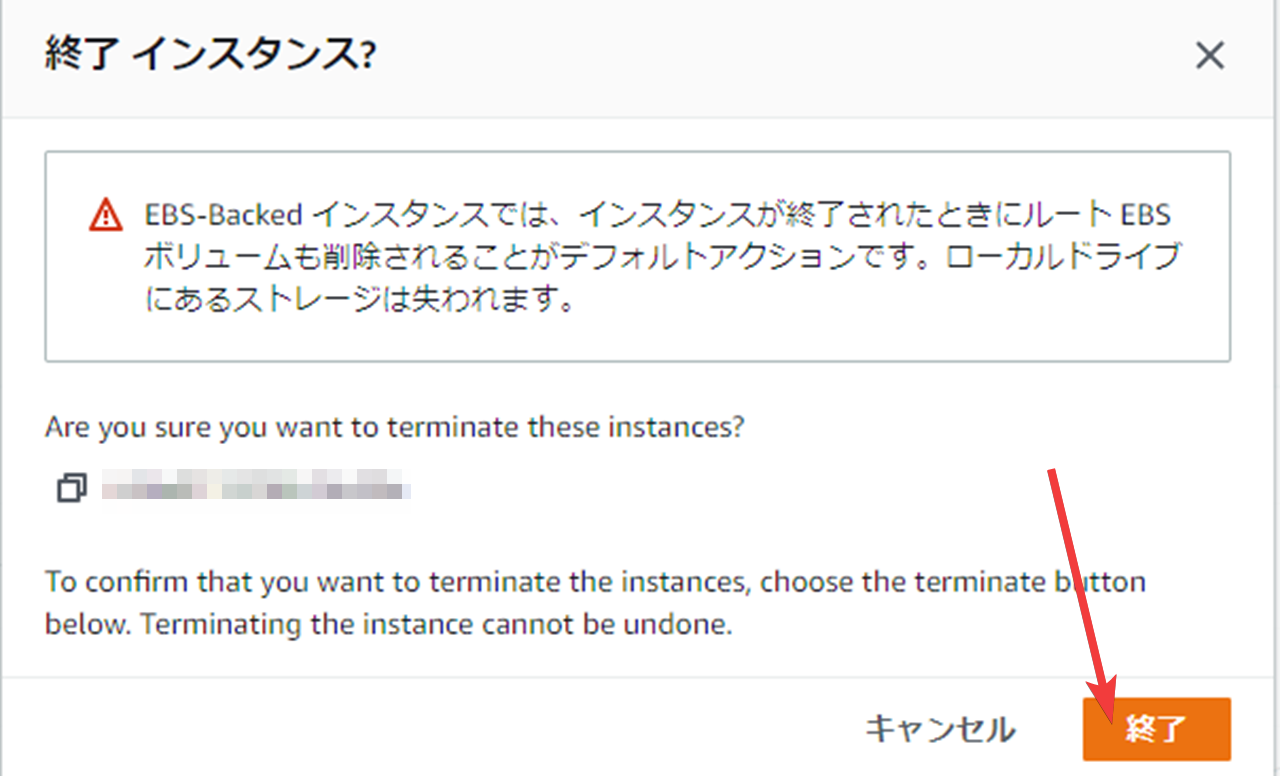 終了 インスタンス?
EBS-Backed インスタンスでは、インスタンスが終了されたときにルート EBS
ボリュームも削除されることがデフォルトアクションです。ローカルドライブ
にあるストレージは失われます。
Are you sure you want to terminate these instances?
To confirm that you want to terminate the instances, choose the terminate button
below. Terminating the instance cannot be undone.
キャンセル 終了